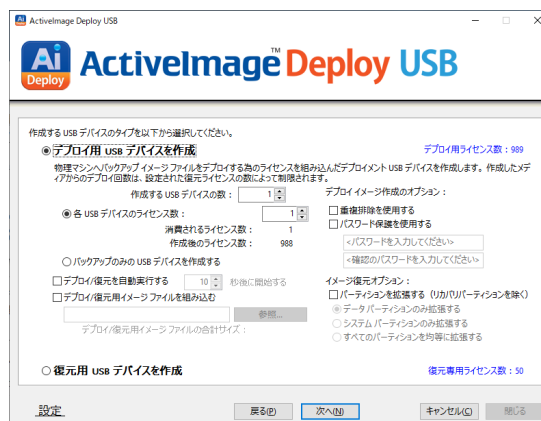 ActiveImage Deploy USB
Ai Deploy
ActiveImage™ Deploy USB
作成する USB デバイスのタイプを以下から選択してください。
デプロイ用 USB デバイスを作成
デプロイ用ライセンス数：989
物理マシンへバックアップ イメージ ファイルをデプロイする為のライセンスを組み込んだデプロイメント USB デバイスを作成します。作成したメデ
ィアからのデプロイ回数は、設定された復元ライセンスの数によって制限されます。
作成する USB デバイスの数： 1
デプロイ イメージ作成のオプション：
各 USB デバイスのライセンス数： 1
重複排除を使用する
消費されるライセンス数： 1
パスワード保護を使用する
作成後のライセンス数： 988
<パスワードを入力してください>
バックアップのみの USB デバイスを作成する
<確認のパスワードを入力してください>
デプロイ/復元を自動実行する 10 秒後に開始する
イメージ復元オプション：
デプロイ/復元用イメージ ファイルを組み込む
パーティションを拡張する（リカバリパーティションを除く）
データ パーティションのみ拡張する
参照...
システム パーティションのみ拡張する
デプロイ/復元用イメージ ファイルの合計サイズ：
すべてのパーティションを均等に拡張する
復元用 USB デバイスを作成
復元専用ライセンス数：50
設定
戻る(P)
次へ(N)
キャンセル(C)
閉じる